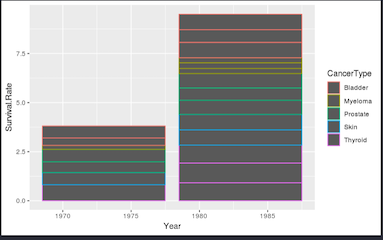 7.5
5.0
2.5
0.0
Survival.Rate
1970
1975
1980
1985
Year
CancerType
Bladder
Myeloma
Prostate
Skin
Thyroid